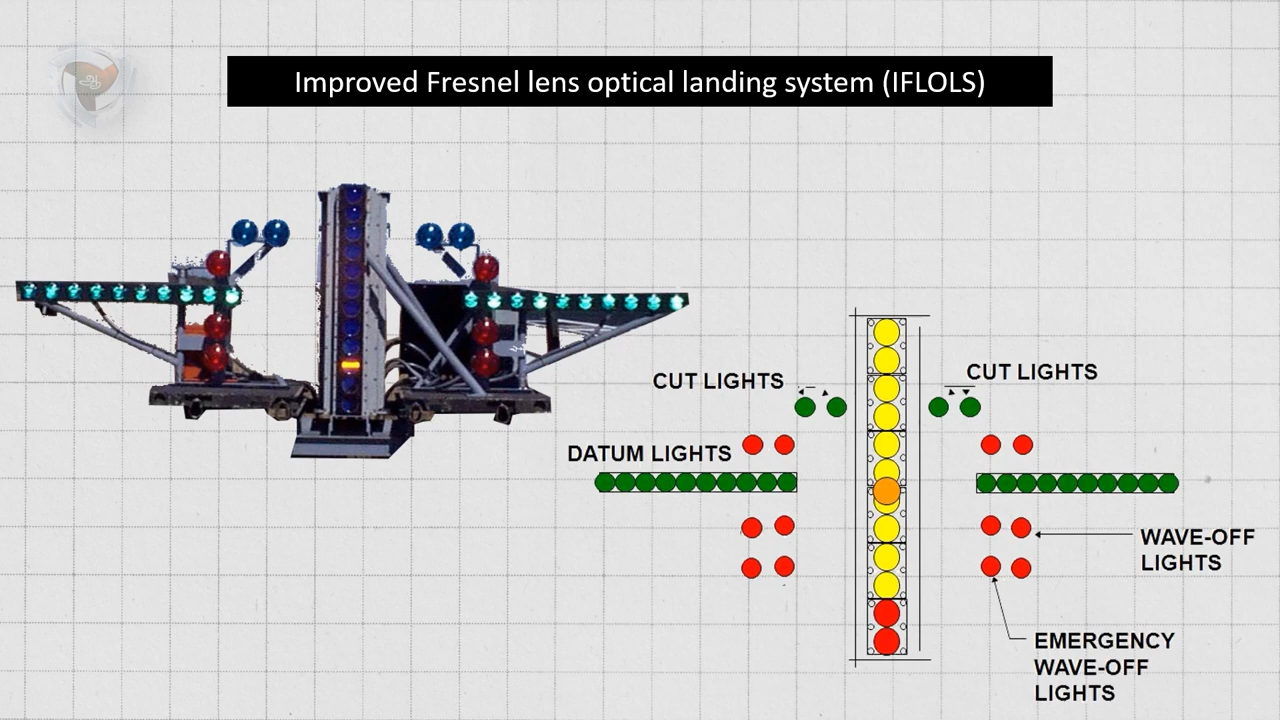 Improved Fresnel lens optical landing system (IFLOLS)
CUT LIGHTS
CUT LIGHTS
DATUM LIGHTS
WAVE-OFF
LIGHTS
EMERGENCY
WAVE-OFF
LIGHTS